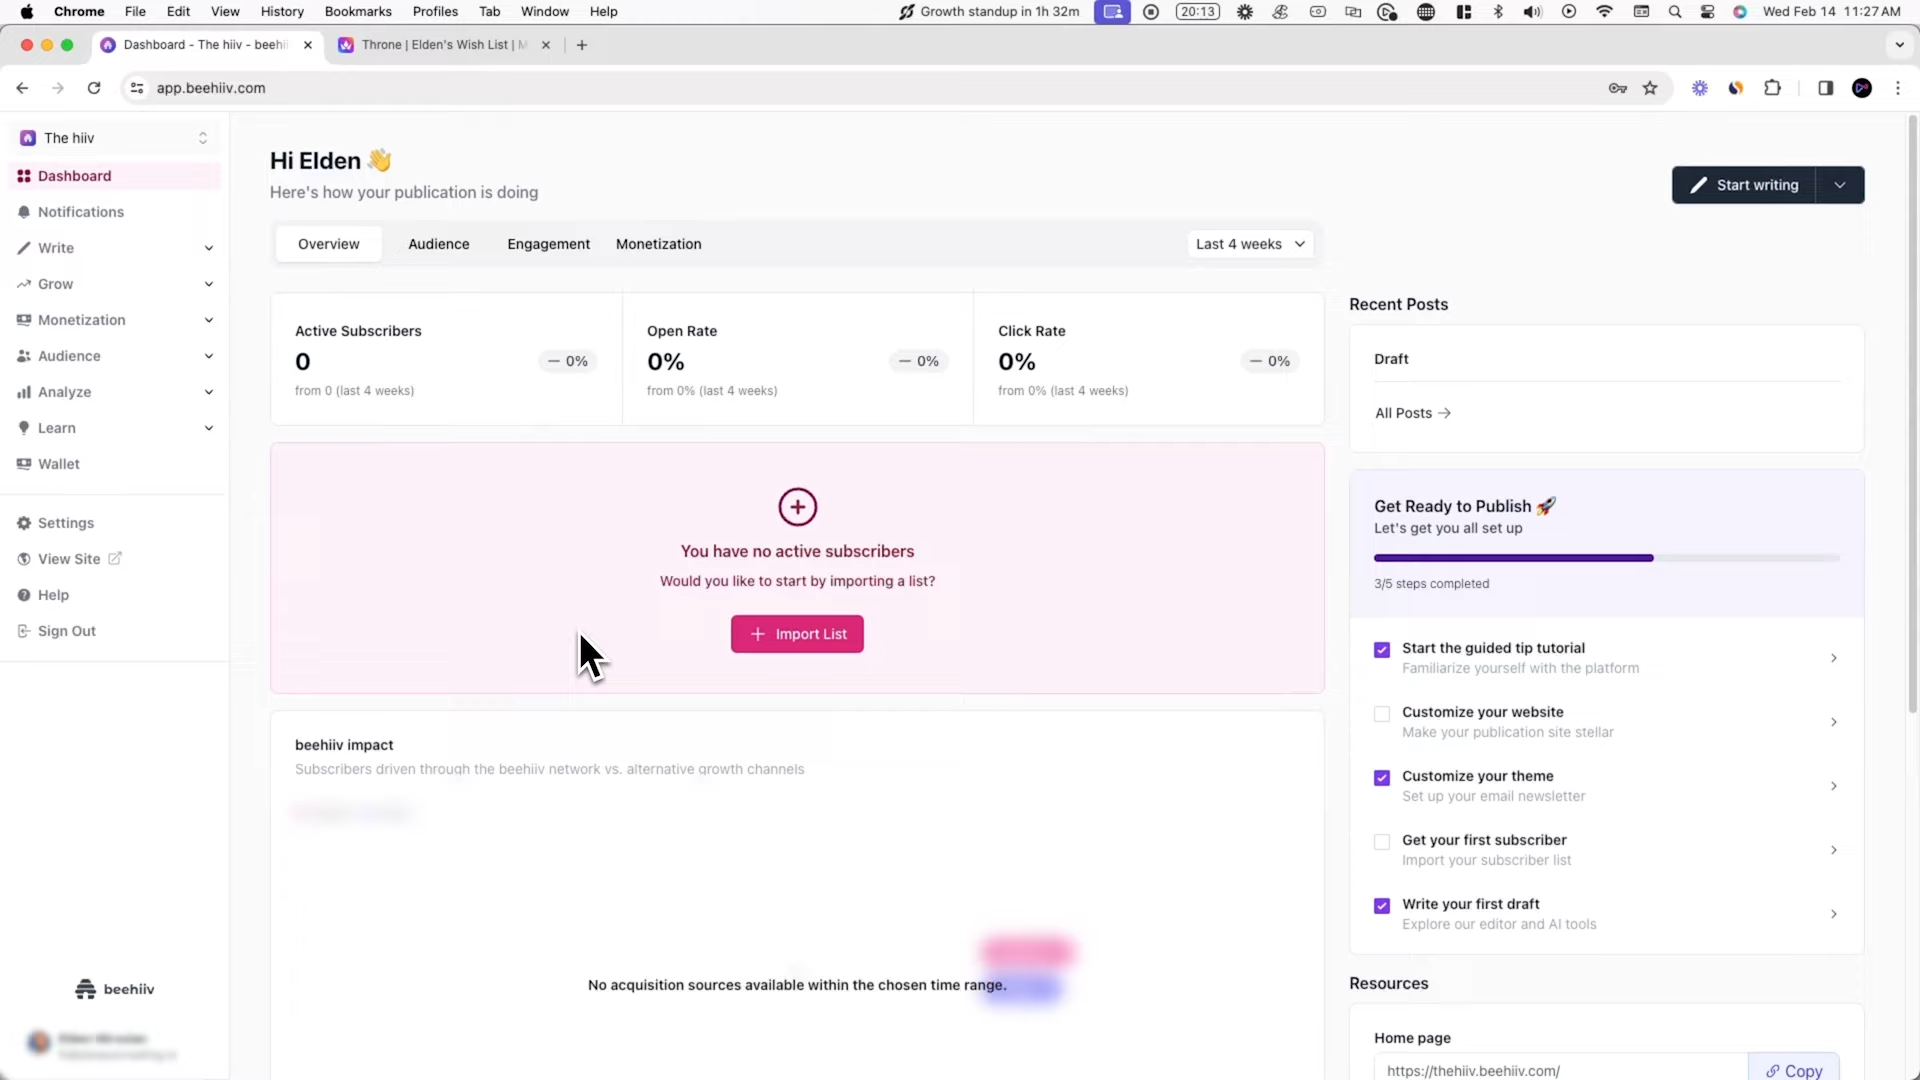 Chrome File Edit View History Bookmarks Profiles Tab Window Help Growth standup in 1h 32m 20:13 Wed Feb 14 11:27 AM
Dashboard - The hiiv - beehi
Throne | Elden's Wish List |
app.beehiiv.com
The hiiv
Dashboard
Notifications
Write
Grow
Monetization
Audience
Analyze
Learn
Wallet
Settings
View Site
Help
Sign Out
beehiiv
Hi Elden 👋
Here's how your publication is doing
Start writing
Overview Audience Engagement Monetization Last 4 weeks
Active Subscribers
0 — 0%
from 0 (last 4 weeks)
Open Rate
0% — 0%
from 0% (last 4 weeks)
Click Rate
0% — 0%
from 0% (last 4 weeks)
You have no active subscribers
Would you like to start by importing a list?
+ Import List
beehiiv impact
Subscribers driven through the beehiiv network vs. alternative growth channels
No acquisition sources available within the chosen time range.
Recent Posts
Draft
All Posts →
Get Ready to Publish 🚀
Let's get you all set up
3/5 steps completed
Start the guided tip tutorial
Familiarize yourself with the platform
Customize your website
Make your publication site stellar
Customize your theme
Set up your email newsletter
Get your first subscriber
Import your subscriber list
Write your first draft
Explore our editor and AI tools
Resources
Home page
https://thehiiv.beehiiv.com/ Copy